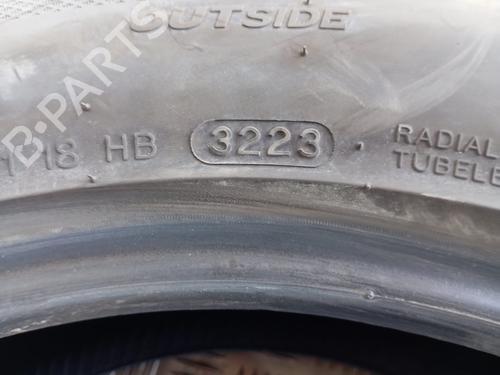 OUTSIDE
B-PARTS
18 HB 3223
RADIAL
TUBELE